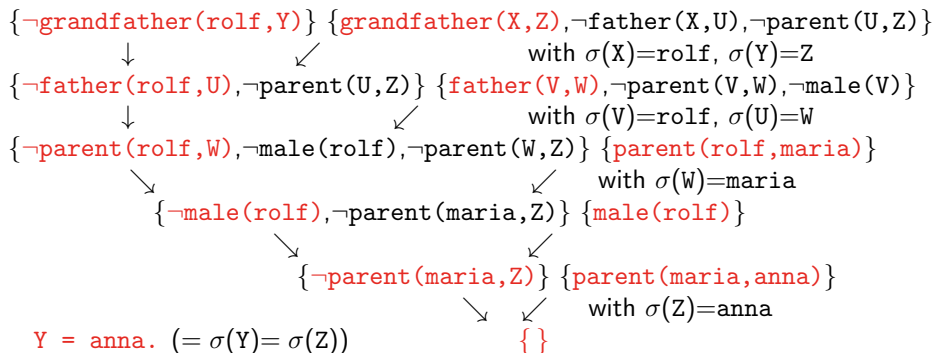 {¬grandfather(rolf,Y)} {grandfather(X,Z),¬father(X,U),¬parent(U,Z)}
↓ ↙ with σ(X)=rolf, σ(Y)=Z
{¬father(rolf,U),¬parent(U,Z)} {father(V,W),¬parent(V,W),¬male(V)}
↓ ↙ with σ(V)=rolf, σ(U)=W
{¬parent(rolf,W),¬male(rolf),¬parent(W,Z)} {parent(rolf,maria)}
↘ ↙ with σ(W)=maria
{¬male(rolf),¬parent(maria,Z)} {male(rolf)}
↘ ↙
{¬parent(maria,Z)} {parent(maria,anna)}
↘ ↙ with σ(Z)=anna
Y = anna. (= σ(Y)= σ(Z)) { }